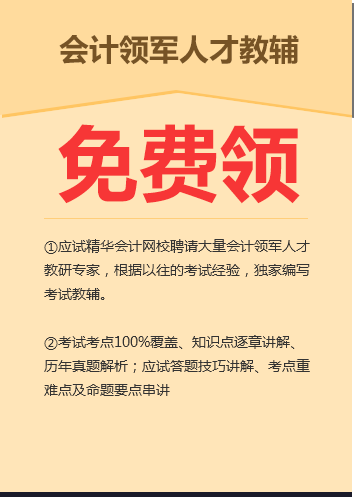 会计领军人才教辅
免费领
①应试精华会计网校聘请大量会计领军人才
教研专家，根据以往的考试经验，独家编写
考试教辅。
②考试考点100%覆盖、知识点逐章讲解、
历年真题解析；应试答题技巧讲解、考点重
难点及命题要点串讲